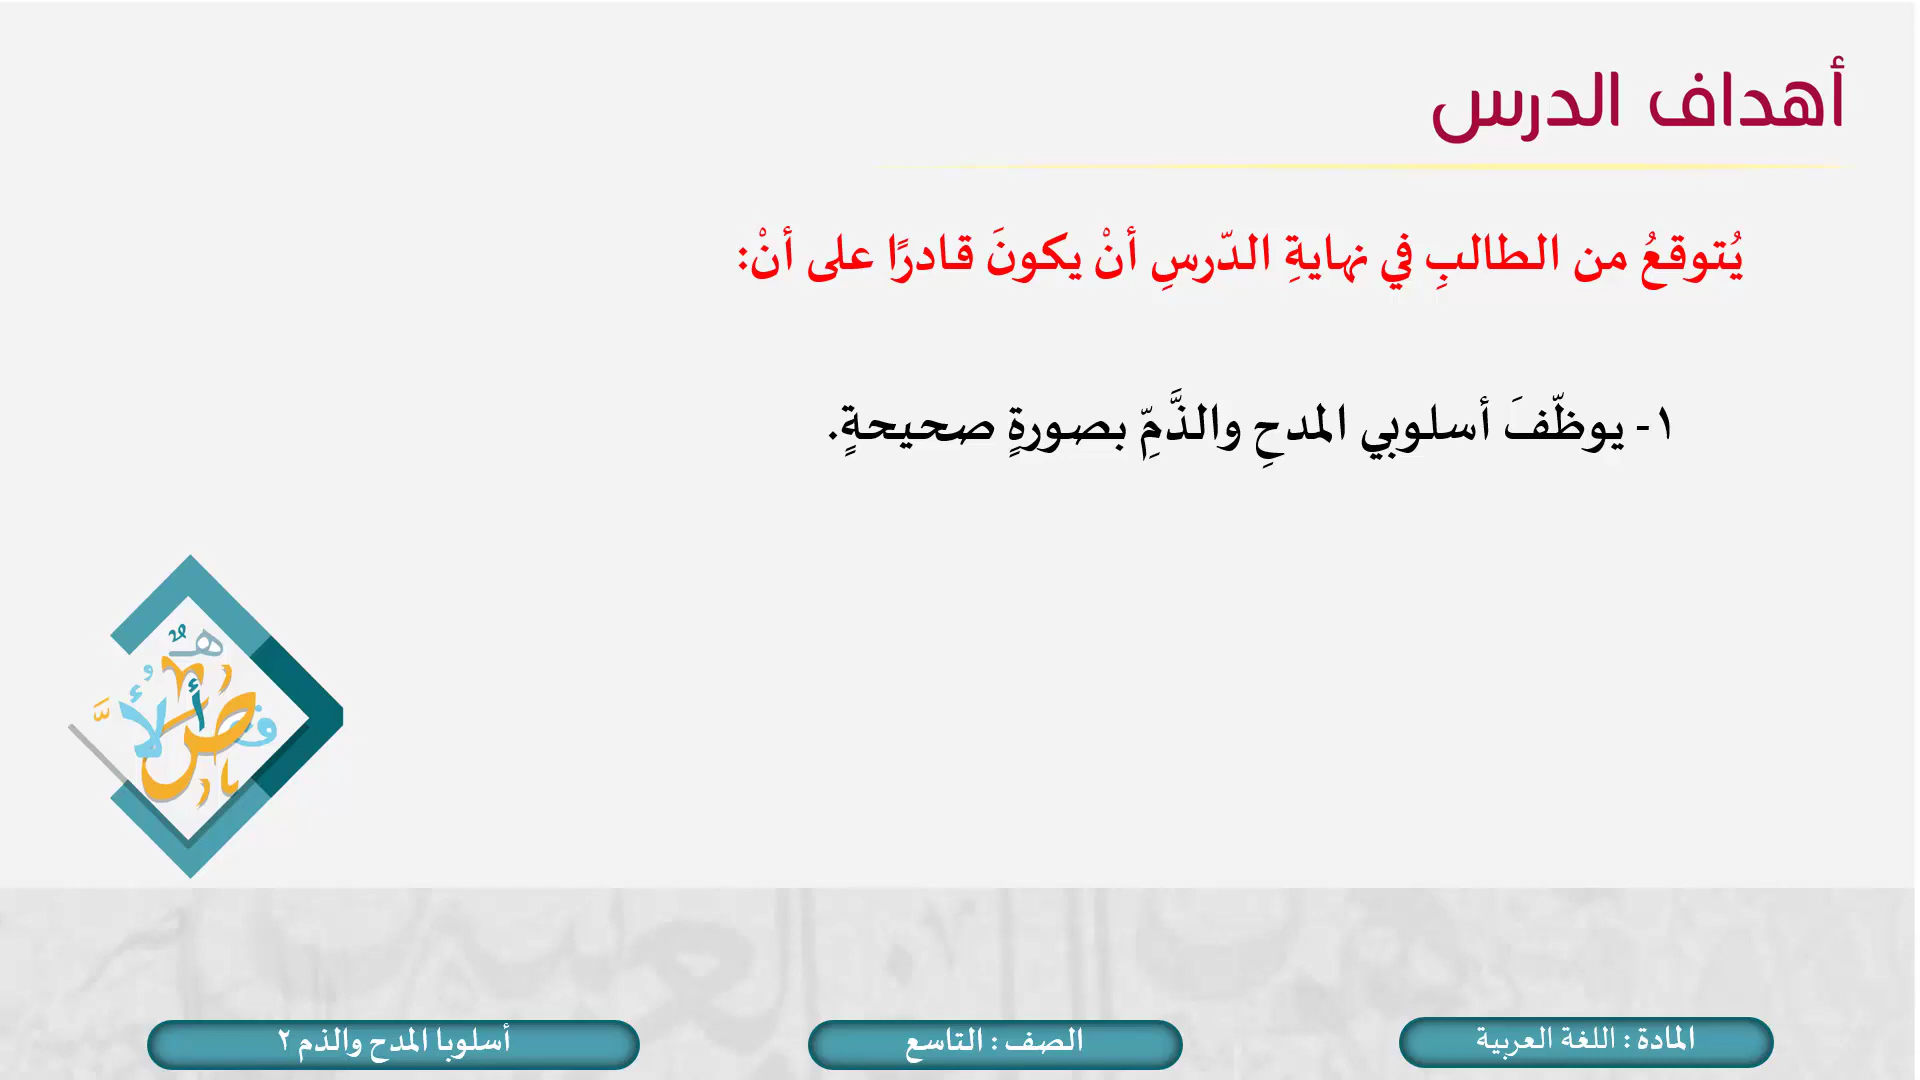 أهداف الدرس
يُتوقعُ من الطالبِ في نهايةِ الدّرسِ أنْ يكونَ قادرًا على أنْ:
١- يوظّفَ أسلوبي المدحِ والذَّمِّ بصورةٍ صحيحةٍ.
المادة : اللغة العربية
الصف : التاسع
أسلوبا المدح والذم ٢